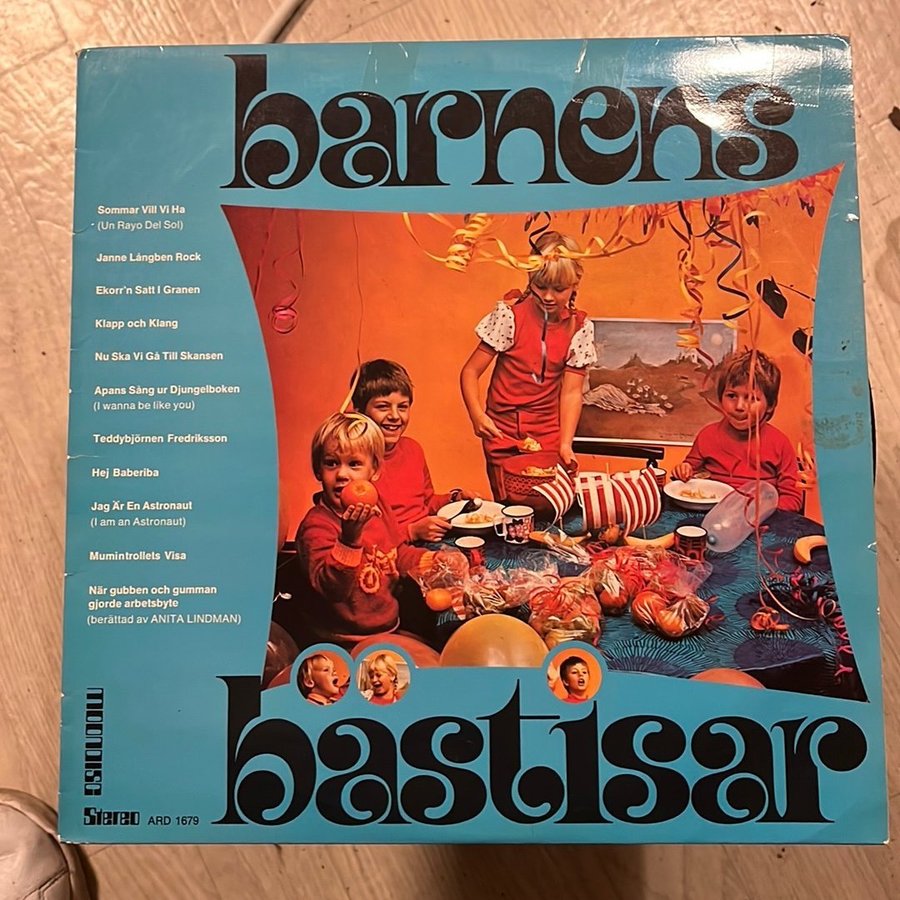 barnens
Sommar Vill Vi Ha
(Un Rayo Del Sol)
Janne Långben Rock
Ekorr'n Satt I Granen
Klapp och Klang
Nu Ska Vi Gå Till Skansen
Apans Sång ur Djungelboken
(I wanna be like you)
Teddybjörnen Fredriksson
Hej Baberiba
Jag Är En Astronaut
(I am an Astronaut)
Mumintrollets Visa
När gubben och gumman
gjorde arbetsbyte
(berättad av ANITA LINDMAN)
bästisar
moondisc
Stereo ARD 1679